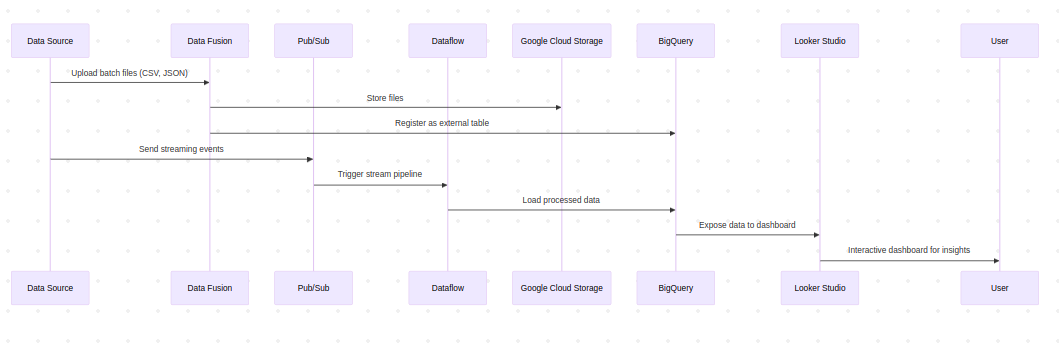 Data Source
Data Fusion
Pub/Sub
Dataflow
Google Cloud Storage
BigQuery
Looker Studio
User
Upload batch files (CSV, JSON)
Store files
Register as external table
Send streaming events
Trigger stream pipeline
Load processed data
Expose data to dashboard
Interactive dashboard for insights
Data Source
Data Fusion
Pub/Sub
Dataflow
Google Cloud Storage
BigQuery
Looker Studio
User